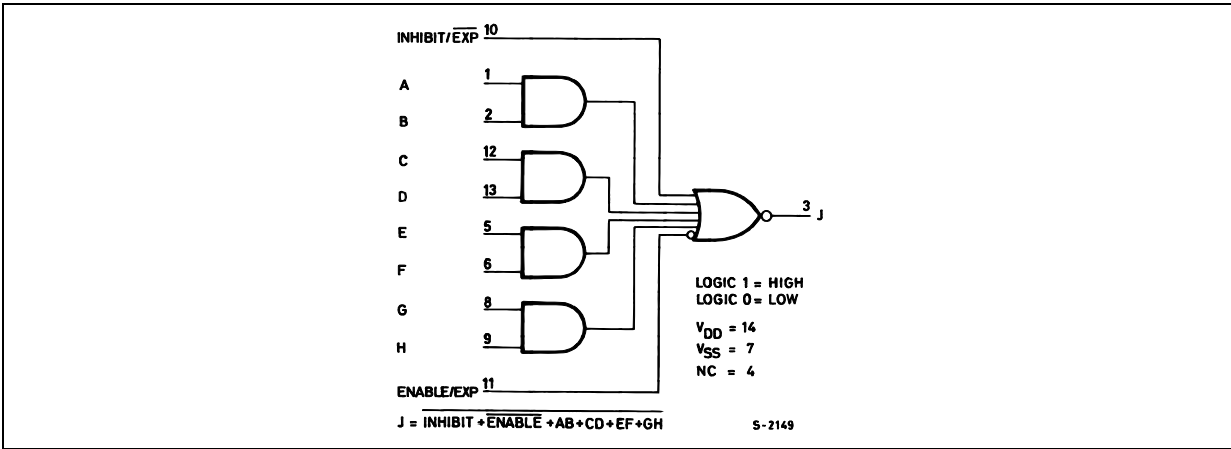 INHIBIT/E̅X̅P̅ 10
A 1
B 2
C 12
D 13
E 5
F 6
G 8
H 9
ENABLE/EXP 11
3 J
LOGIC 1 = HIGH
LOGIC 0 = LOW
VDD = 14
VSS = 7
NC = 4
J = INHIBIT + ENABLE + AB + CD + EF + GH
S-2149